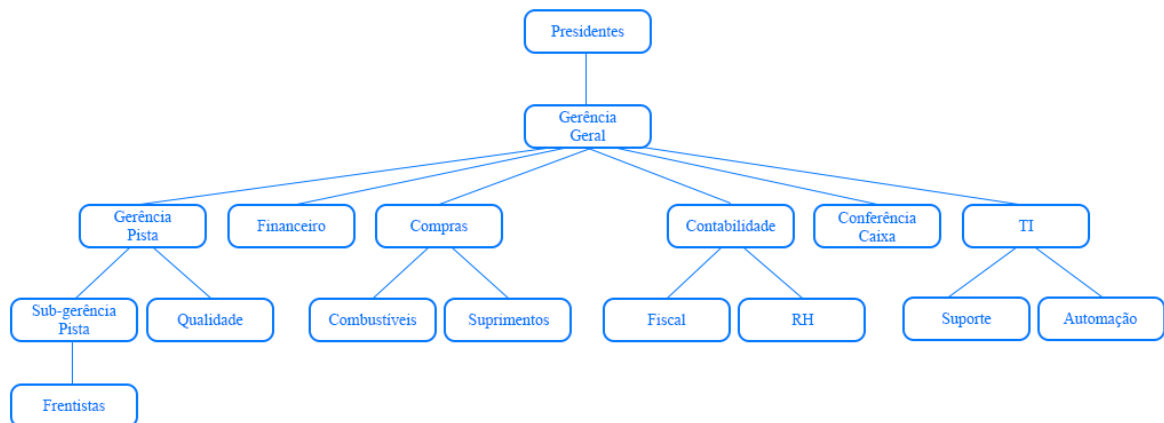 Presidentes
Gerência
Geral
Gerência
Pista
Financeiro
Compras
Contabilidade
Conferência
Caixa
TI
Sub-gerência
Pista
Qualidade
Combustíveis
Suprimentos
Fiscal
RH
Suporte
Automação
Frentistas